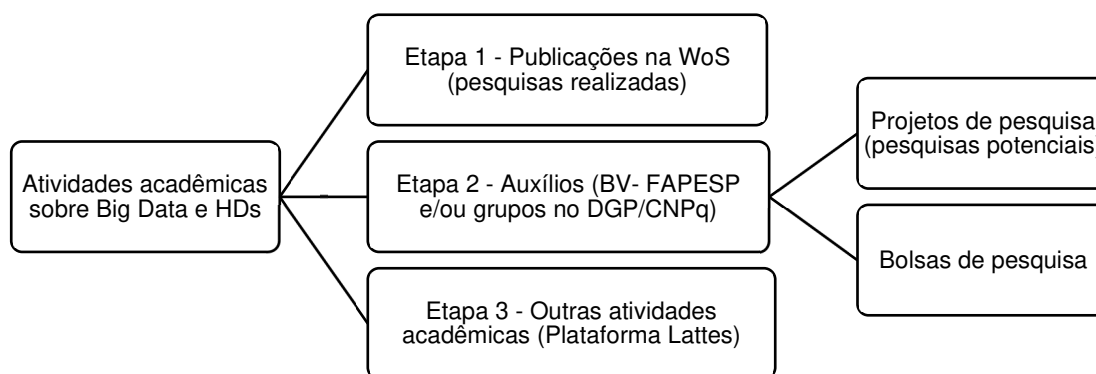 Etapa 1 - Publicações na WoS
(pesquisas realizadas)
Atividades acadêmicas
sobre Big Data e HDs
Etapa 2 - Auxílios (BV- FAPESP
e/ou grupos no DGP/CNPq)
Projetos de pesquisa
(pesquisas potenciais)
Bolsas de pesquisa
Etapa 3 - Outras atividades
acadêmicas (Plataforma Lattes)